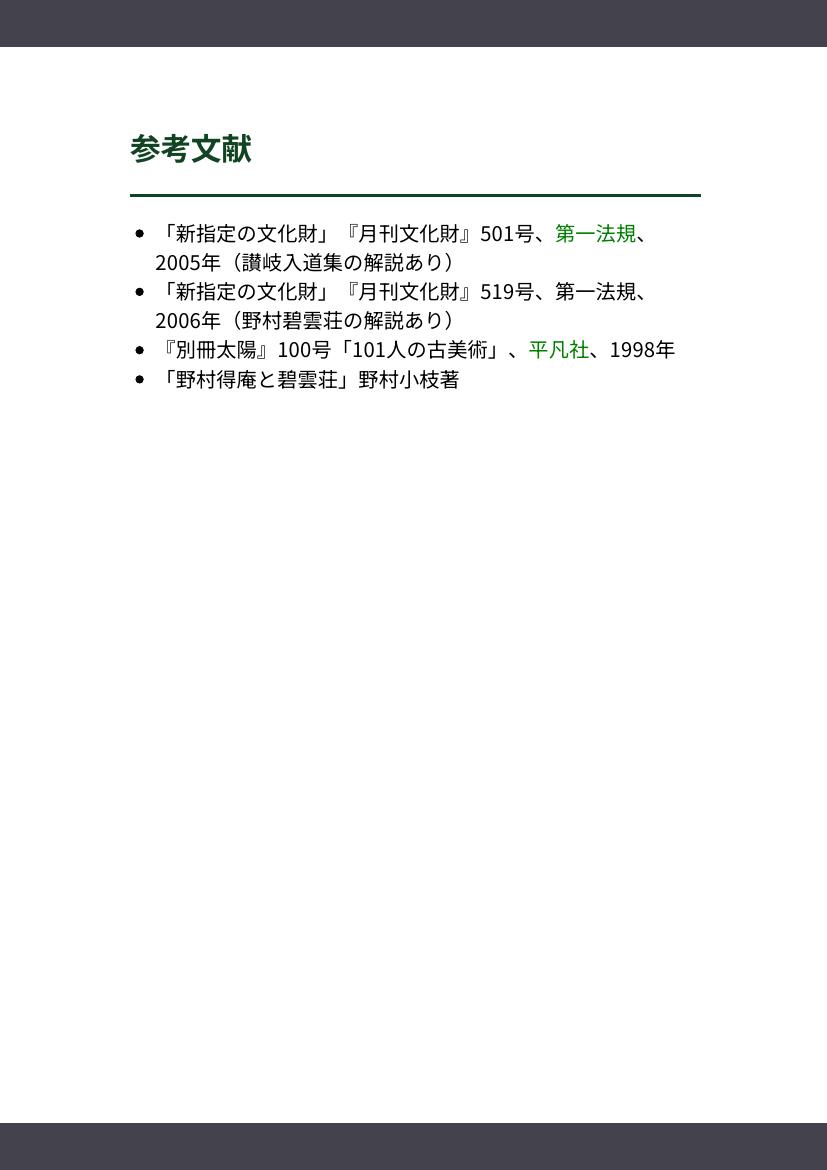 参考文献
• 「新指定の文化財」『月刊文化財』501号、第一法規、
2005年（讃岐入道集の解説あり）
• 「新指定の文化財」『月刊文化財』519号、第一法規、
2006年（野村碧雲荘の解説あり）
• 『別冊太陽』100号「101人の古美術」、平凡社、1998年
• 「野村得庵と碧雲荘」野村小枝著